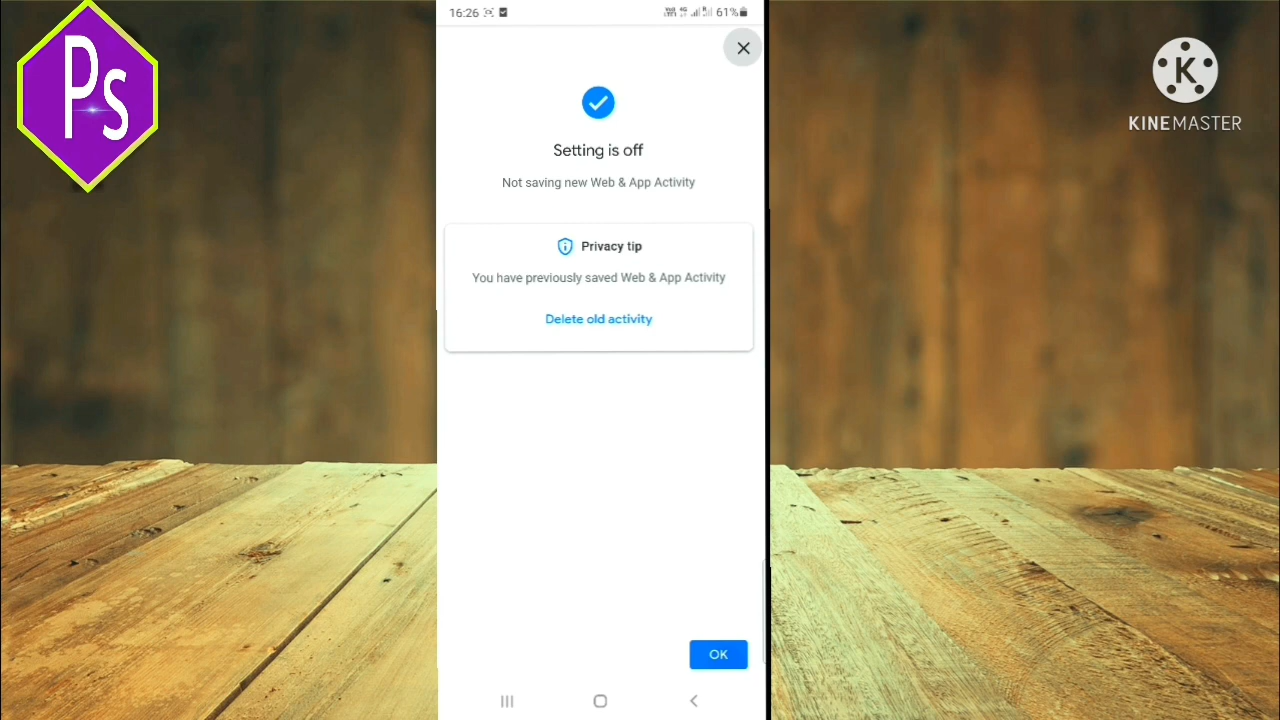 Ps
16:26
61%
KINEMASTER
Setting is off
Not saving new Web & App Activity
Privacy tip
You have previously saved Web & App Activity
Delete old activity
OK